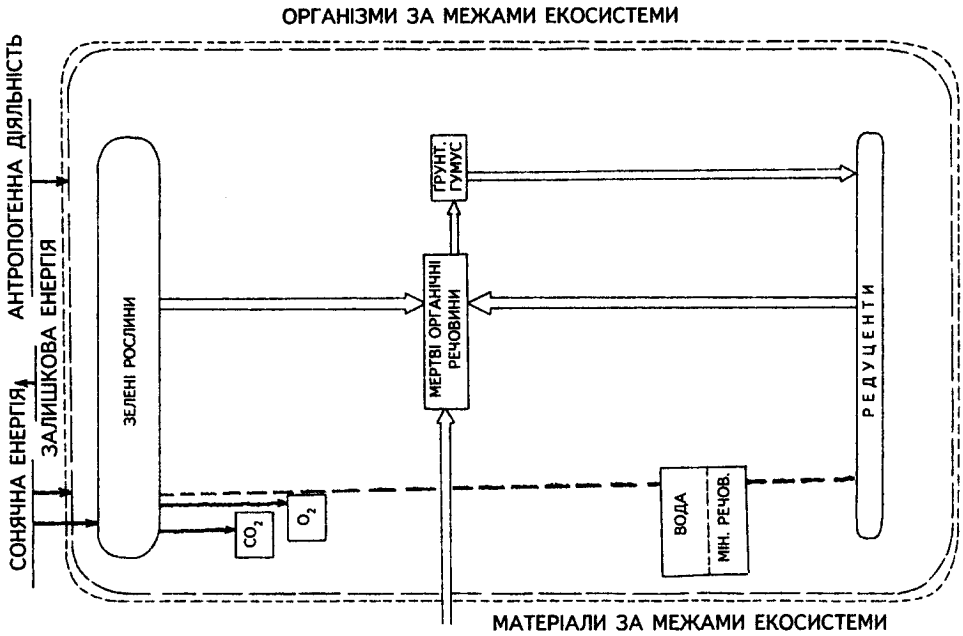 ОРГАНІЗМИ ЗА МЕЖАМИ ЕКОСИСТЕМИ
СОНЯЧНА ЕНЕРГІЯ
ЗАЛИШКОВА ЕНЕРГІЯ
АНТРОПОГЕННА ДІЯЛЬНІСТЬ
ЗЕЛЕНІ РОСЛИНИ
CO₂
O₂
МЕРТВІ ОРГАНІЧНІ
РЕЧОВИНИ
ҐРУНТ.
ГУМУС
ВОДА
МІН. РЕЧОВ.
РЕДУЦЕНТИ
МАТЕРІАЛИ ЗА МЕЖАМИ ЕКОСИСТЕМИ